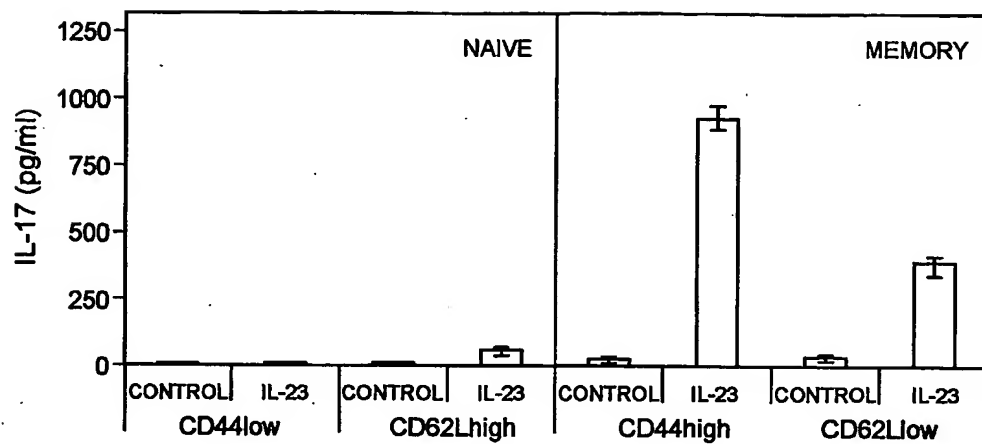 NAIVE
MEMORY
IL-17 (pg/ml)
1250
1000
750
500
250
0
CONTROL IL-23 CONTROL IL-23 CONTROL IL-23 CONTROL IL-23
CD44low CD62Lhigh CD44high CD62Llow